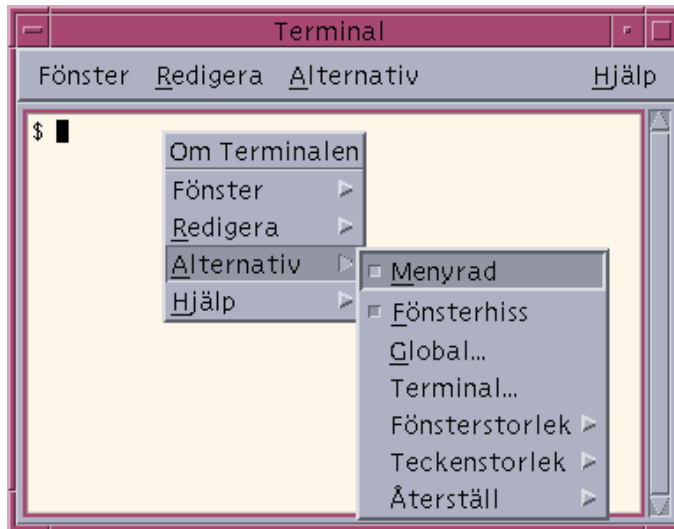 Terminal
Fönster Redigera Alternativ Hjälp
$
Om Terminalen
Fönster
Redigera
Alternativ
Hjälp
Menyrad
Fönsterhiss
Global...
Terminal...
Fönsterstorlek
Teckenstorlek
Återställ